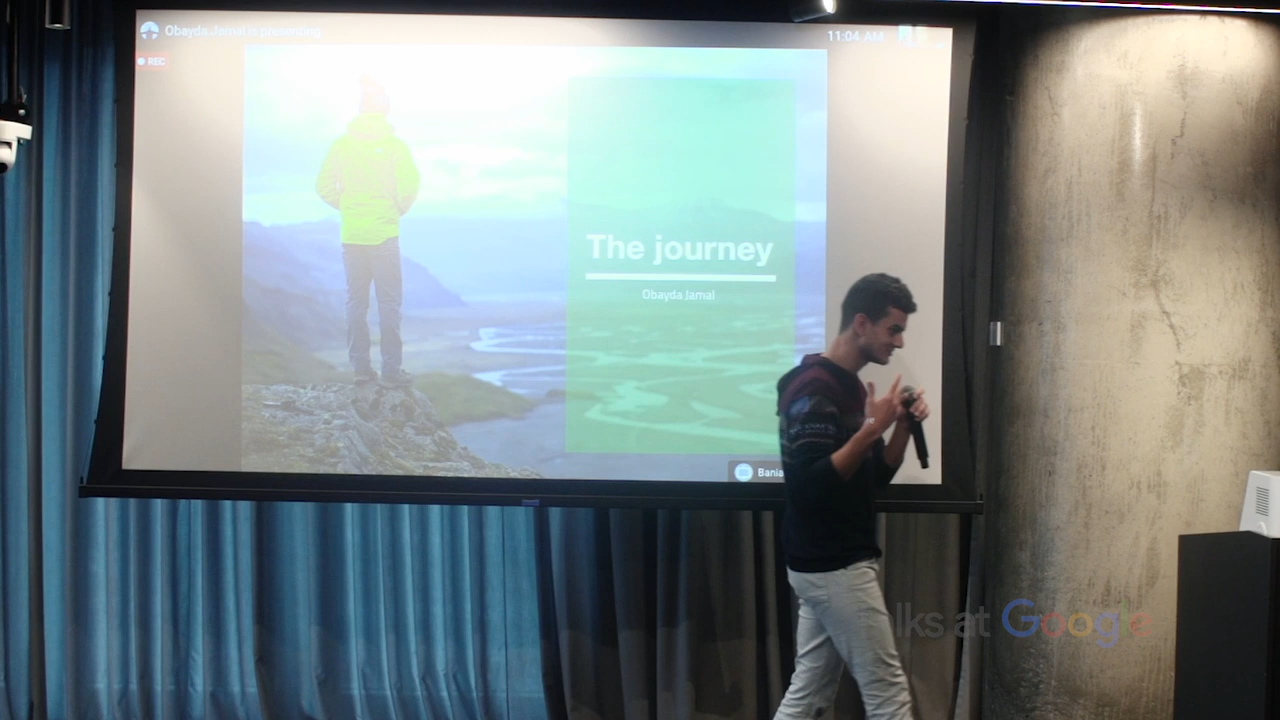 Obayda Jamal is presenting
11:04 AM
REC
The journey
Obayda Jamal
Bania
lks at Google